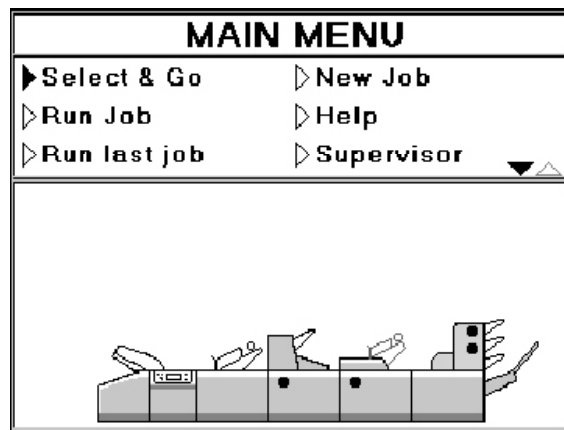 MAIN MENU
Select & Go
New Job
Run Job
Help
Run last job
Supervisor